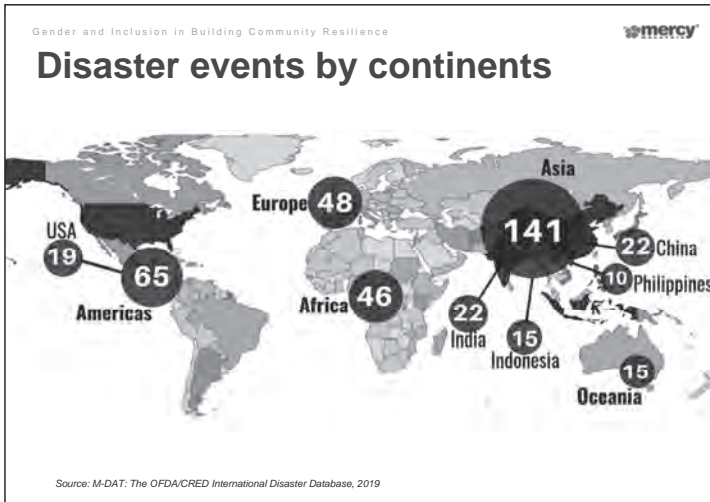 Gender and Inclusion in Building Community Resilience
mercy
Disaster events by continents
Asia
Europe 48
141
USA
19
65
Americas
Africa 46
22 China
10 Philippines
22
India
15
Indonesia
15
Oceania
Source: M-DAT: The OFDA/CRED International Disaster Database, 2019